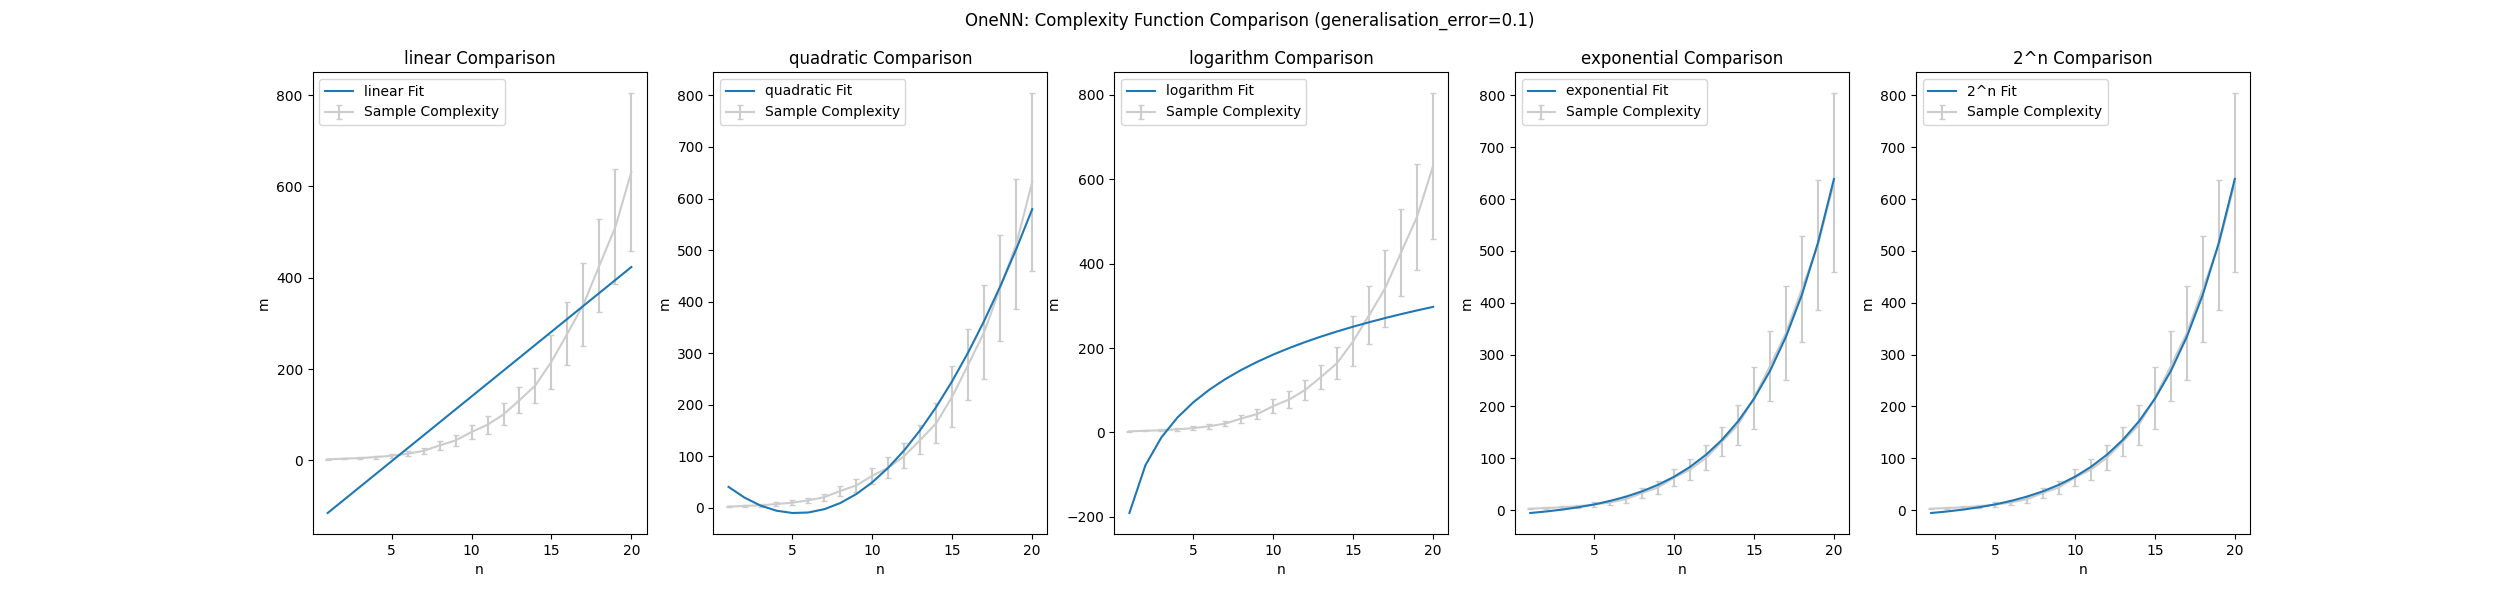 OneNN: Complexity Function Comparison (generalisation_error=0.1)
linear Comparison
linear Fit
Sample Complexity
800
600
400
200
0
m
5 10 15 20
n
quadratic Comparison
quadratic Fit
Sample Complexity
800
700
600
500
400
300
200
100
0
m
5 10 15 20
n
logarithm Comparison
logarithm Fit
Sample Complexity
800
600
400
200
0
−200
m
5 10 15 20
n
exponential Comparison
exponential Fit
Sample Complexity
800
700
600
500
400
300
200
100
0
m
5 10 15 20
n
2^n Comparison
2^n Fit
Sample Complexity
800
700
600
500
400
300
200
100
0
m
5 10 15 20
n